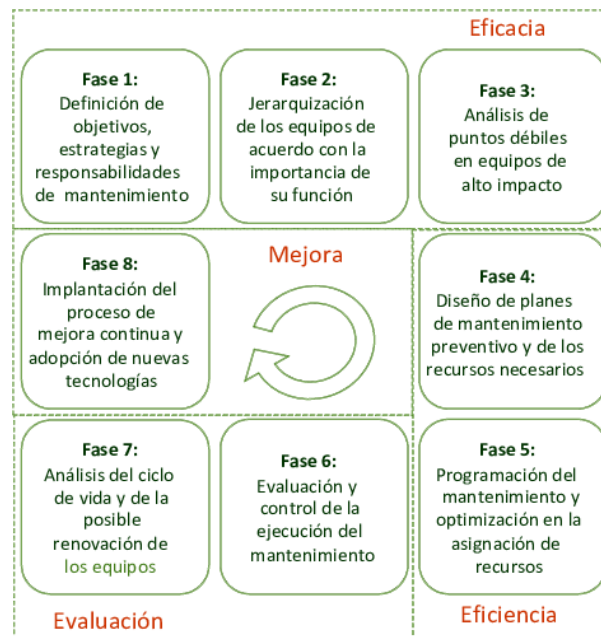 Eficacia
Fase 1:
Definición de
objetivos,
estrategias y
responsabilidades
de mantenimiento
Fase 2:
Jerarquización
de los equipos de
acuerdo con la
importancia de
su función
Fase 3:
Análisis de
puntos débiles
en equipos de
alto impacto
Fase 8:
Implantación del
proceso de
mejora continua y
adopción de nuevas
tecnologías
Mejora
Fase 4:
Diseño de planes
de mantenimiento
preventivo y de los
recursos necesarios
Fase 7:
Análisis del ciclo
de vida y de la
posible
renovación de
los equipos
Fase 6:
Evaluación y
control de la
ejecución del
mantenimiento
Fase 5:
Programación del
mantenimiento y
optimización en la
asignación de
recursos
Evaluación
Eficiencia